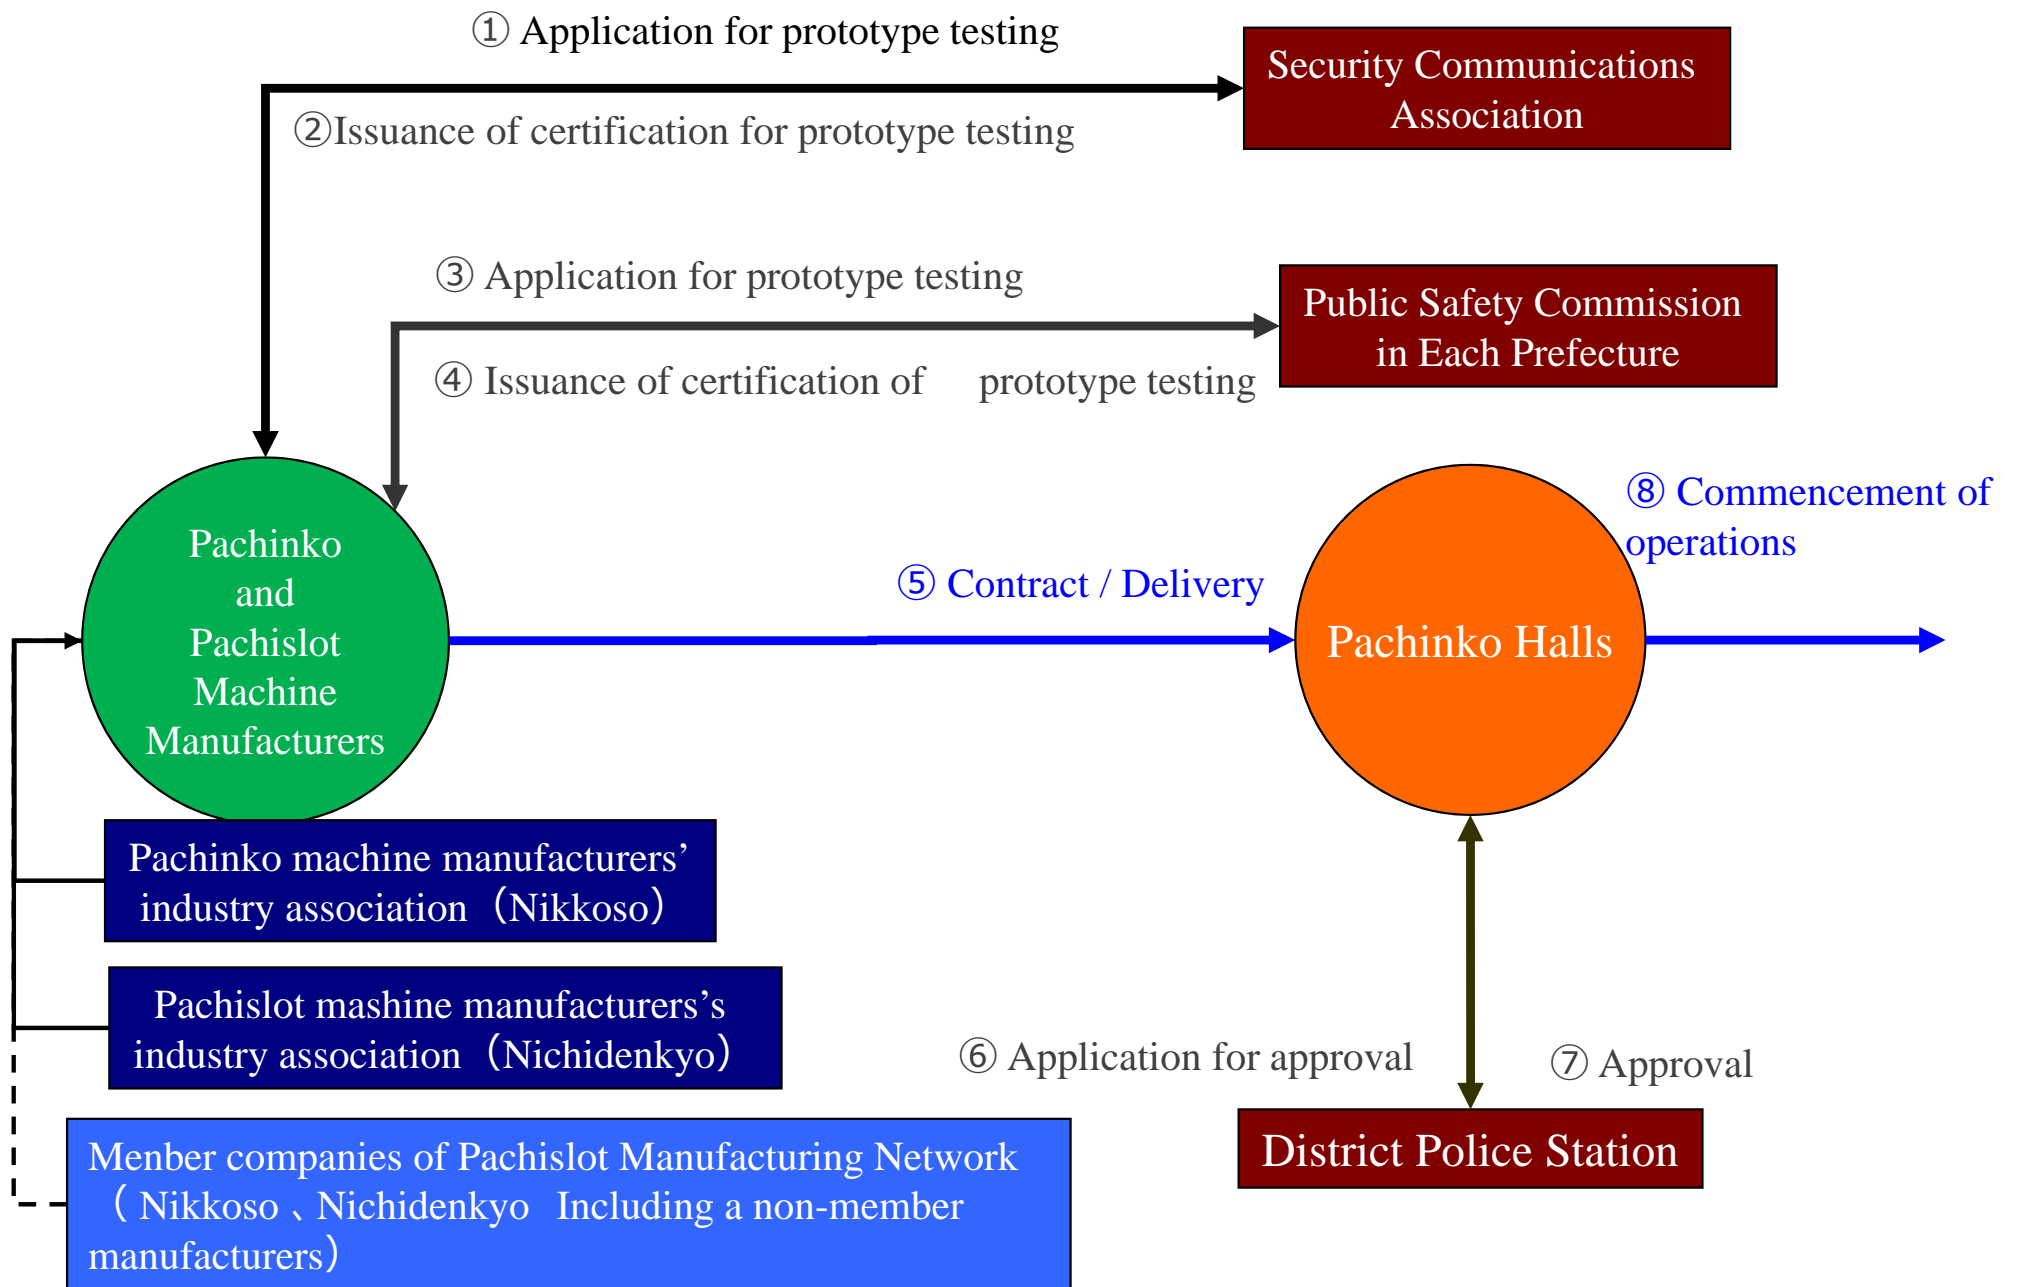 ① Application for prototype testing
Security Communications
Association
②Issuance of certification for prototype testing
③ Application for prototype testing
Public Safety Commission
in Each Prefecture
④ Issuance of certification of prototype testing
Pachinko
and
Pachislot
Machine
Manufacturers
⑤ Contract / Delivery
Pachinko Halls
⑧ Commencement of
operations
Pachinko machine manufacturers’
industry association（Nikkoso）
Pachislot mashine manufacturers’s
industry association（Nichidenkyo）
⑥ Application for approval
⑦ Approval
District Police Station
Menber companies of Pachislot Manufacturing Network
（ Nikkoso 、Nichidenkyo Including a non-member
manufacturers）